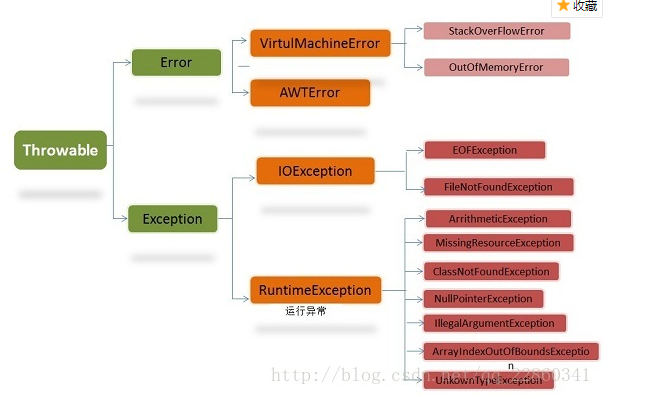 收藏
Throwable
Error
VirtulMachineError
StackOverFlowError
OutOfMemoryError
AWTError
Exception
IOException
EOFException
FileNotFoundException
RuntimeException
运行异常
ArrithmeticException
MissingResourceException
ClassNotFoundException
NullPointerException
IllegalArgumentException
ArrayIndexOutOfBoundsExceptio
n
UnkownTypeException